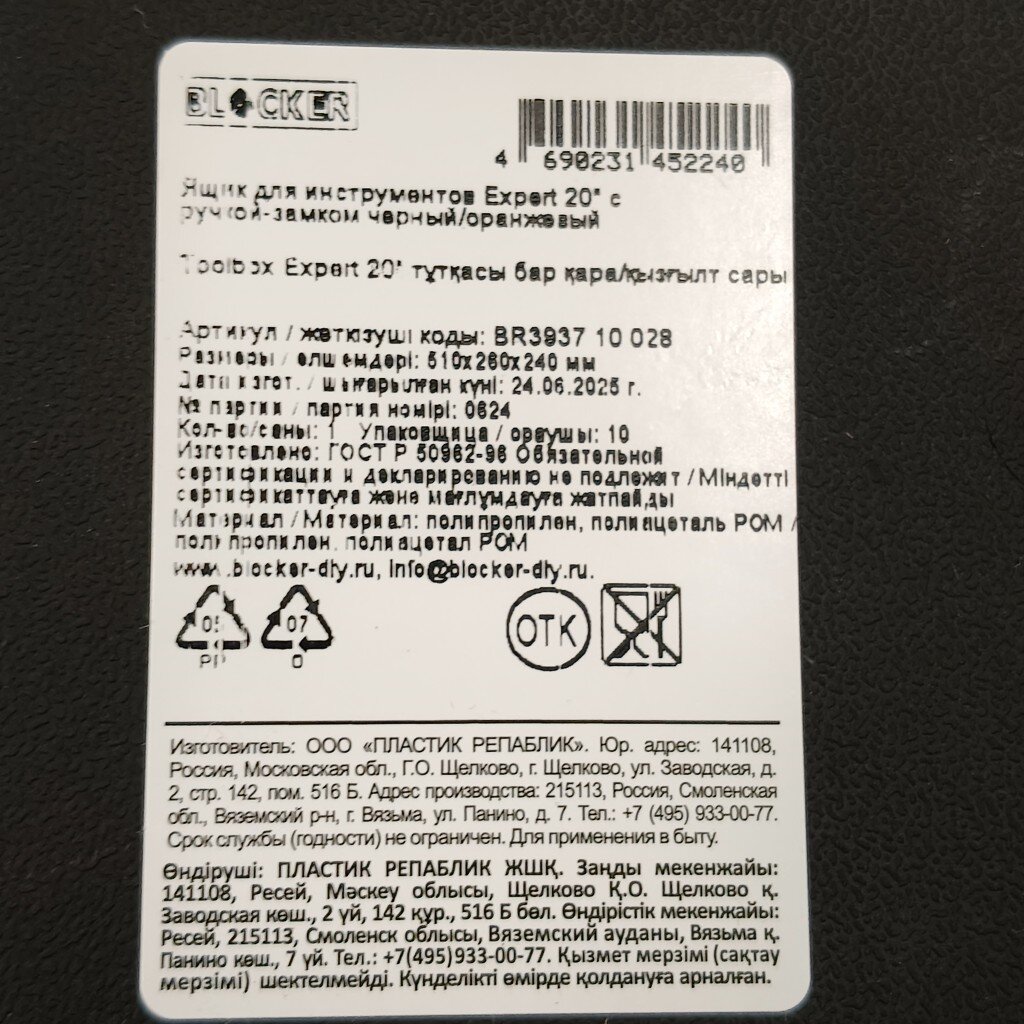 BLOCKER
4 690231 452240
Ящик для инструментов Expert 20" с
ручкой-замком черный/оранжевый
Toolbox Expert 20" тұтқасы бар қара/қызғылт сары
Артикул / жеткізуші коды: BR3937 10 028
Размеры / өлшемдері: 510x260x240 мм
Дата изгот. / шығарылған күні: 24.06.2025 г.
№ партии / партия нөмірі: 0624
Кол-во/саны: 1 Упаковщица / ораушы: 10
Изготовлено: ГОСТ Р 50962-96 Обязательной
сертификации и декларированию не подлежит / Міндетті
сертификаттауға және мәлімдауға жатпайды
Материал / Материал: полипропилен, полиацеталь POM /
полипропилен, полиацетал POM
www.blocker-diy.ru, info@blocker-diy.ru.
05 07 ОТК
PP O
Изготовитель: ООО «ПЛАСТИК РЕПАБЛИК». Юр. адрес: 141108,
Россия, Московская обл., Г.О. Щелково, г. Щелково, ул. Заводская, д.
2, стр. 142, пом. 516 Б. Адрес производства: 215113, Россия, Смоленская
обл., Вяземский р-н, г. Вязьма, ул. Панино, д. 7. Тел.: +7 (495) 933-00-77.
Срок службы (годности) не ограничен. Для применения в быту.
Өндіруші: ПЛАСТИК РЕПАБЛИК ЖШҚ. Заңды мекенжайы:
141108, Ресей, Мәскеу облысы, Щелково Қ.О. Щелково қ.
Заводская көш., 2 үй, 142 құр., 516 Б бөл. Өндірістік мекенжайы:
Ресей, 215113, Смоленск облысы, Вяземский ауданы, Вязьма қ.
Панино көш., 7 үй. Тел.: +7(495)933-00-77. Қызмет мерзімі (сақтау
мерзімі) шектелмейді. Күнделікті өмірде қолдануға арналған.